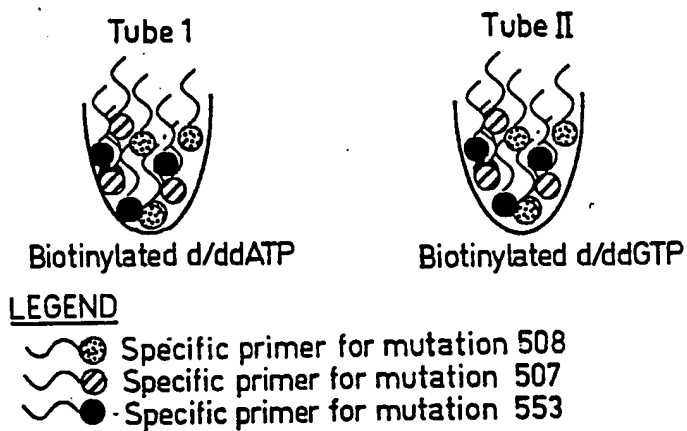 Tube 1
Tube II
Biotinylated d/ddATP
Biotinylated d/ddGTP
LEGEND
Specific primer for mutation 508
Specific primer for mutation 507
Specific primer for mutation 553